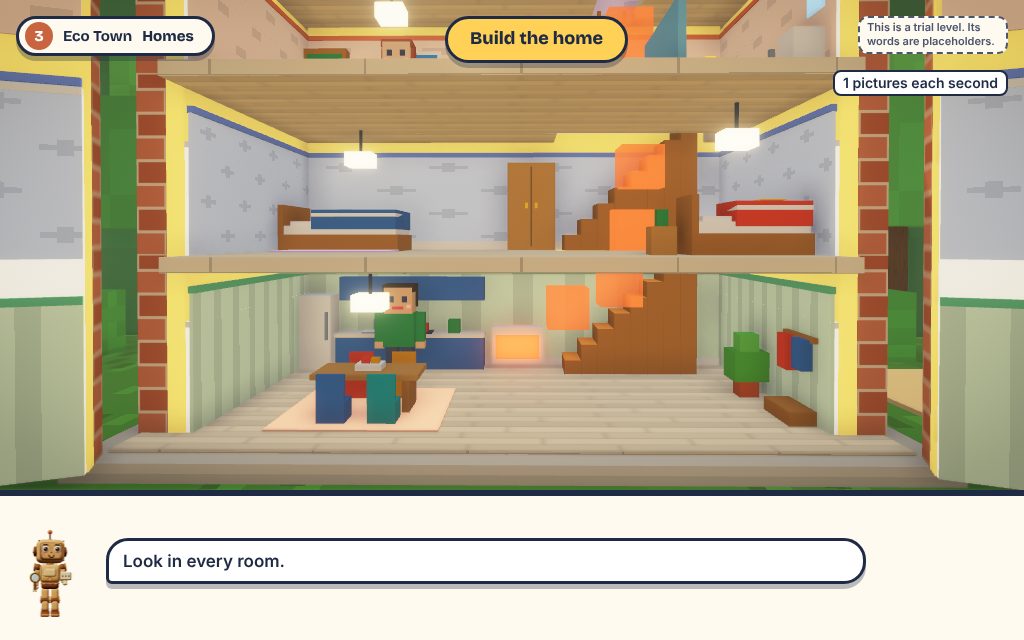 3 Eco Town Homes
Build the home
This is a trial level. Its
words are placeholders.
1 pictures each second
Look in every room.